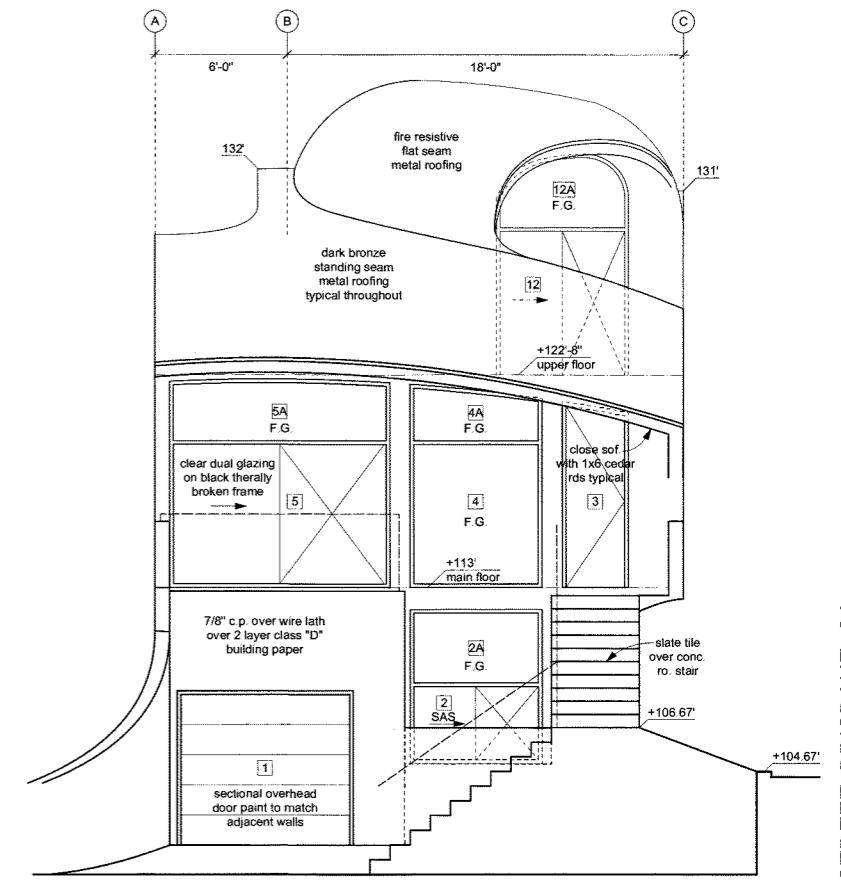 A
B
C
6'-0"
18'-0"
fire resistive
flat seam
metal roofing
132'
131'
12A
F.G.
dark bronze
standing seam
metal roofing
typical throughout
12
+122'-8"
upper floor
5A
F.G.
4A
F.G.
close sof.
with 1x6 cedar
rds typical
clear dual glazing
on black therally
broken frame
5
4
F.G.
3
+113'
main floor
7/8" c.p. over wire lath
over 2 layer class "D"
building paper
2A
F.G.
slate tile
over conc.
ro. stair
2
SAS
+106.67'
+104.67'
1
sectional overhead
door paint to match
adjacent walls